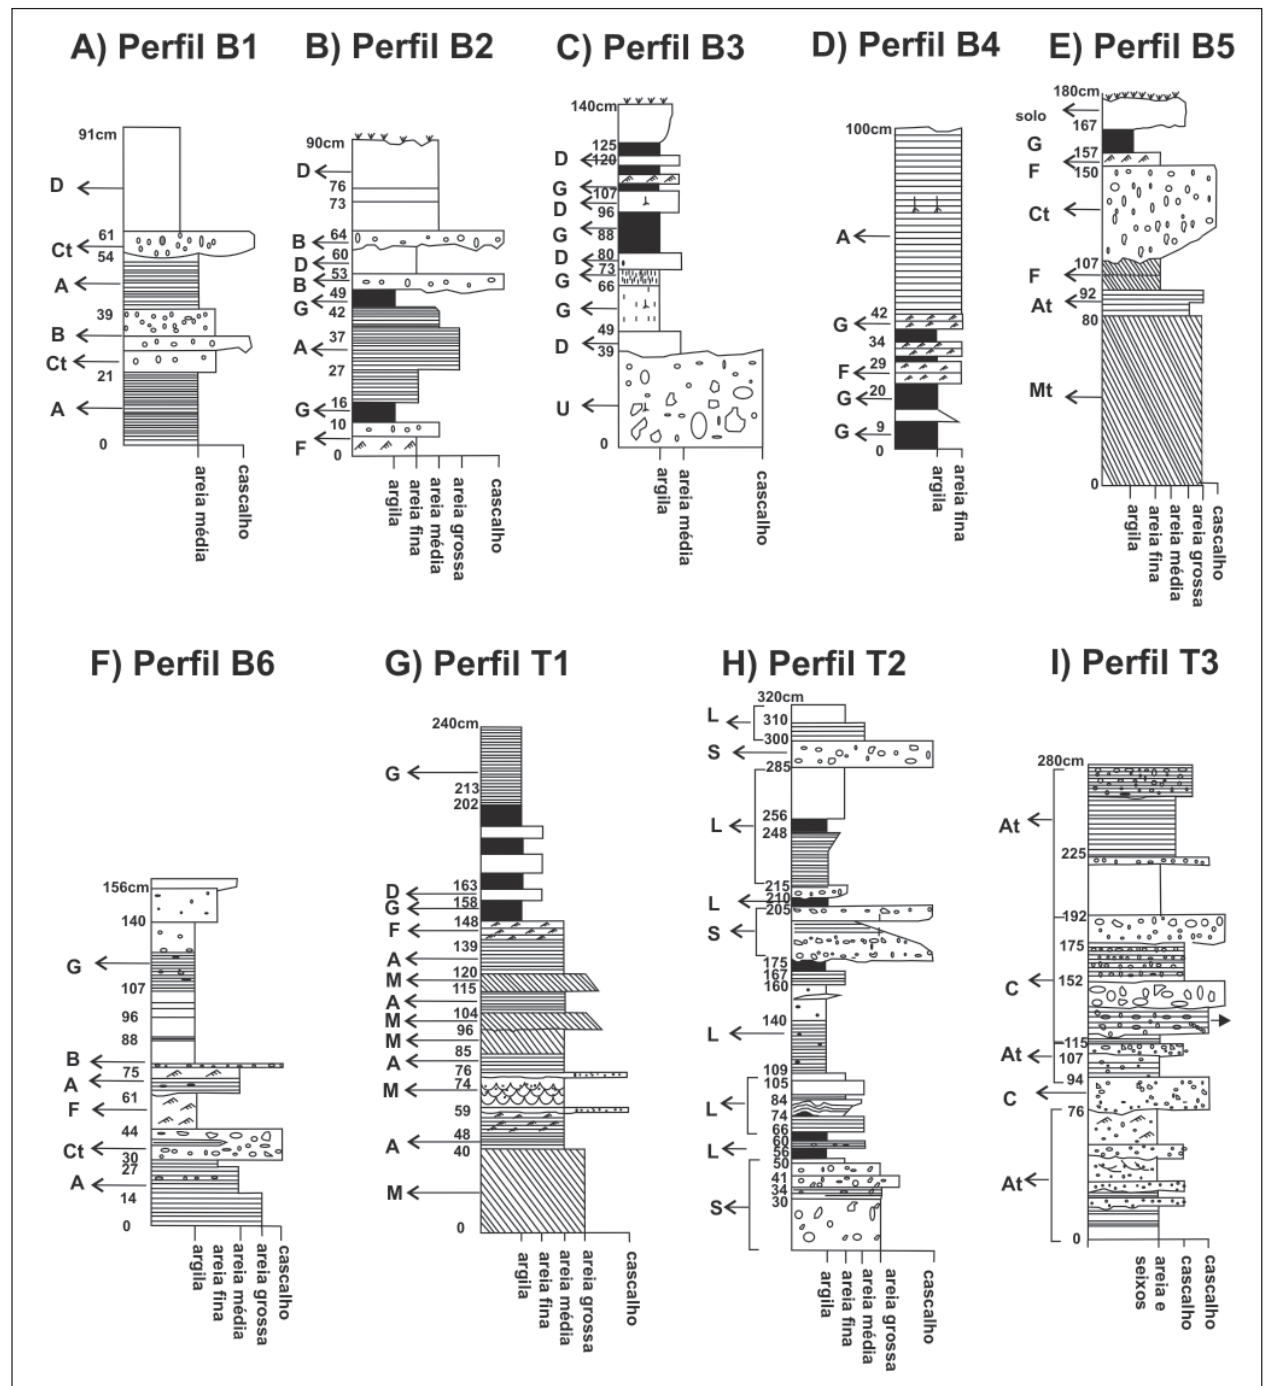 A) Perfil B1
91cm
D
61
Ct
54
A
39
B
Ct
21
A
0
areia média
cascalho
B) Perfil B2
90cm
D
76
73
64
B
60
D
53
B
49
G
42
37
A
27
16
G
10
F
0
argila
areia fina
areia média
areia grossa
cascalho
C) Perfil B3
140cm
125
D
120
G
107
D
96
G
88
80
D
73
G
66
G
49
D
39
U
0
argila
areia média
cascalho
D) Perfil B4
100cm
A
42
G
34
29
F
20
G
9
G
0
argila
areia fina
E) Perfil B5
180cm
solo
167
G
157
F
150
Ct
107
F
92
At
80
Mt
0
argila
areia fina
areia média
areia grossa
cascalho
F) Perfil B6
156cm
140
G
107
96
88
B
75
A
61
F
44
Ct
30
27
A
14
0
argila
areia fina
areia média
areia grossa
cascalho
G) Perfil T1
240cm
G
213
202
163
D
158
G
148
F
139
A
120
M
115
A
104
M
96
M
85
A
76
74
M
59
48
A
40
M
0
argila
areia fina
areia média
areia grossa
cascalho
H) Perfil T2
320cm
L
310
300
S
285
256
L
248
215
210
L
205
S
175
167
160
140
L
109
105
L
84
74
66
60
L
56
50
41
34
30
S
argila
areia fina
areia média
areia grossa
cascalho
I) Perfil T3
280cm
At
225
192
175
152
C
115
At
107
94
C
76
At
0
areia e
seixos
cascalho
cascalho